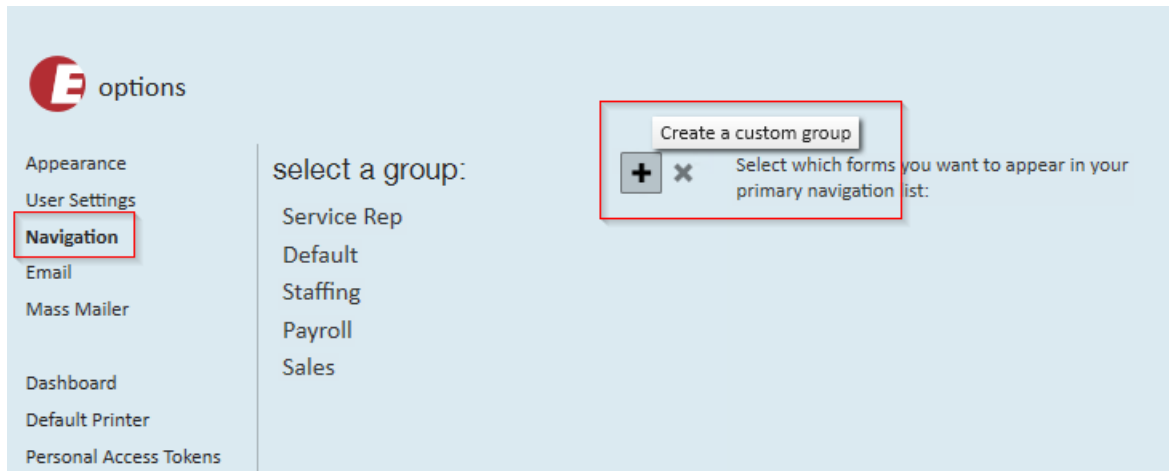 E options
Appearance
User Settings
Navigation
Email
Mass Mailer
Dashboard
Default Printer
Personal Access Tokens
select a group:
Service Rep
Default
Staffing
Payroll
Sales
Create a custom group
Select which forms you want to appear in your
primary navigation list: